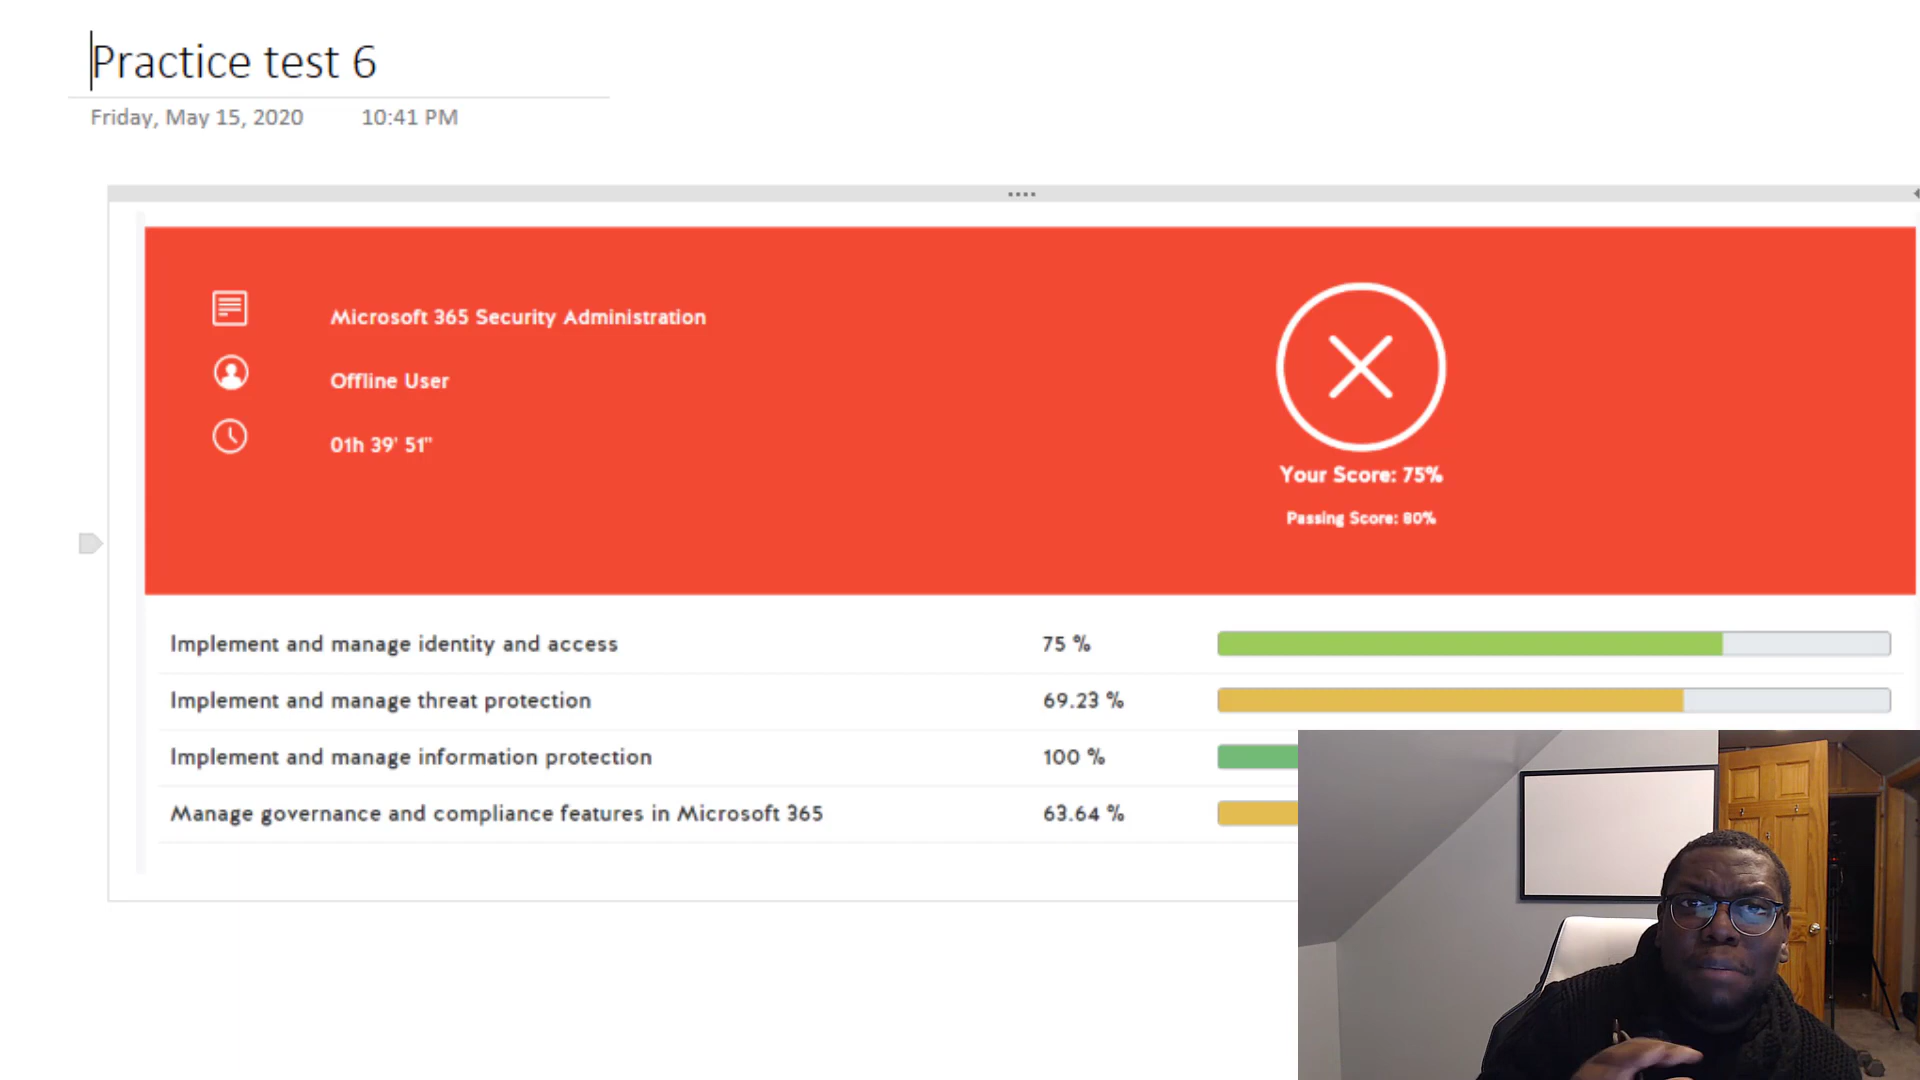 Practice test 6
Friday, May 15, 2020 10:41 PM
Microsoft 365 Security Administration
Offline User
01h 39' 51"
Your Score: 75%
Passing Score: 80%
Implement and manage identity and access 75 %
Implement and manage threat protection 69.23 %
Implement and manage information protection 100 %
Manage governance and compliance features in Microsoft 365 63.64 %